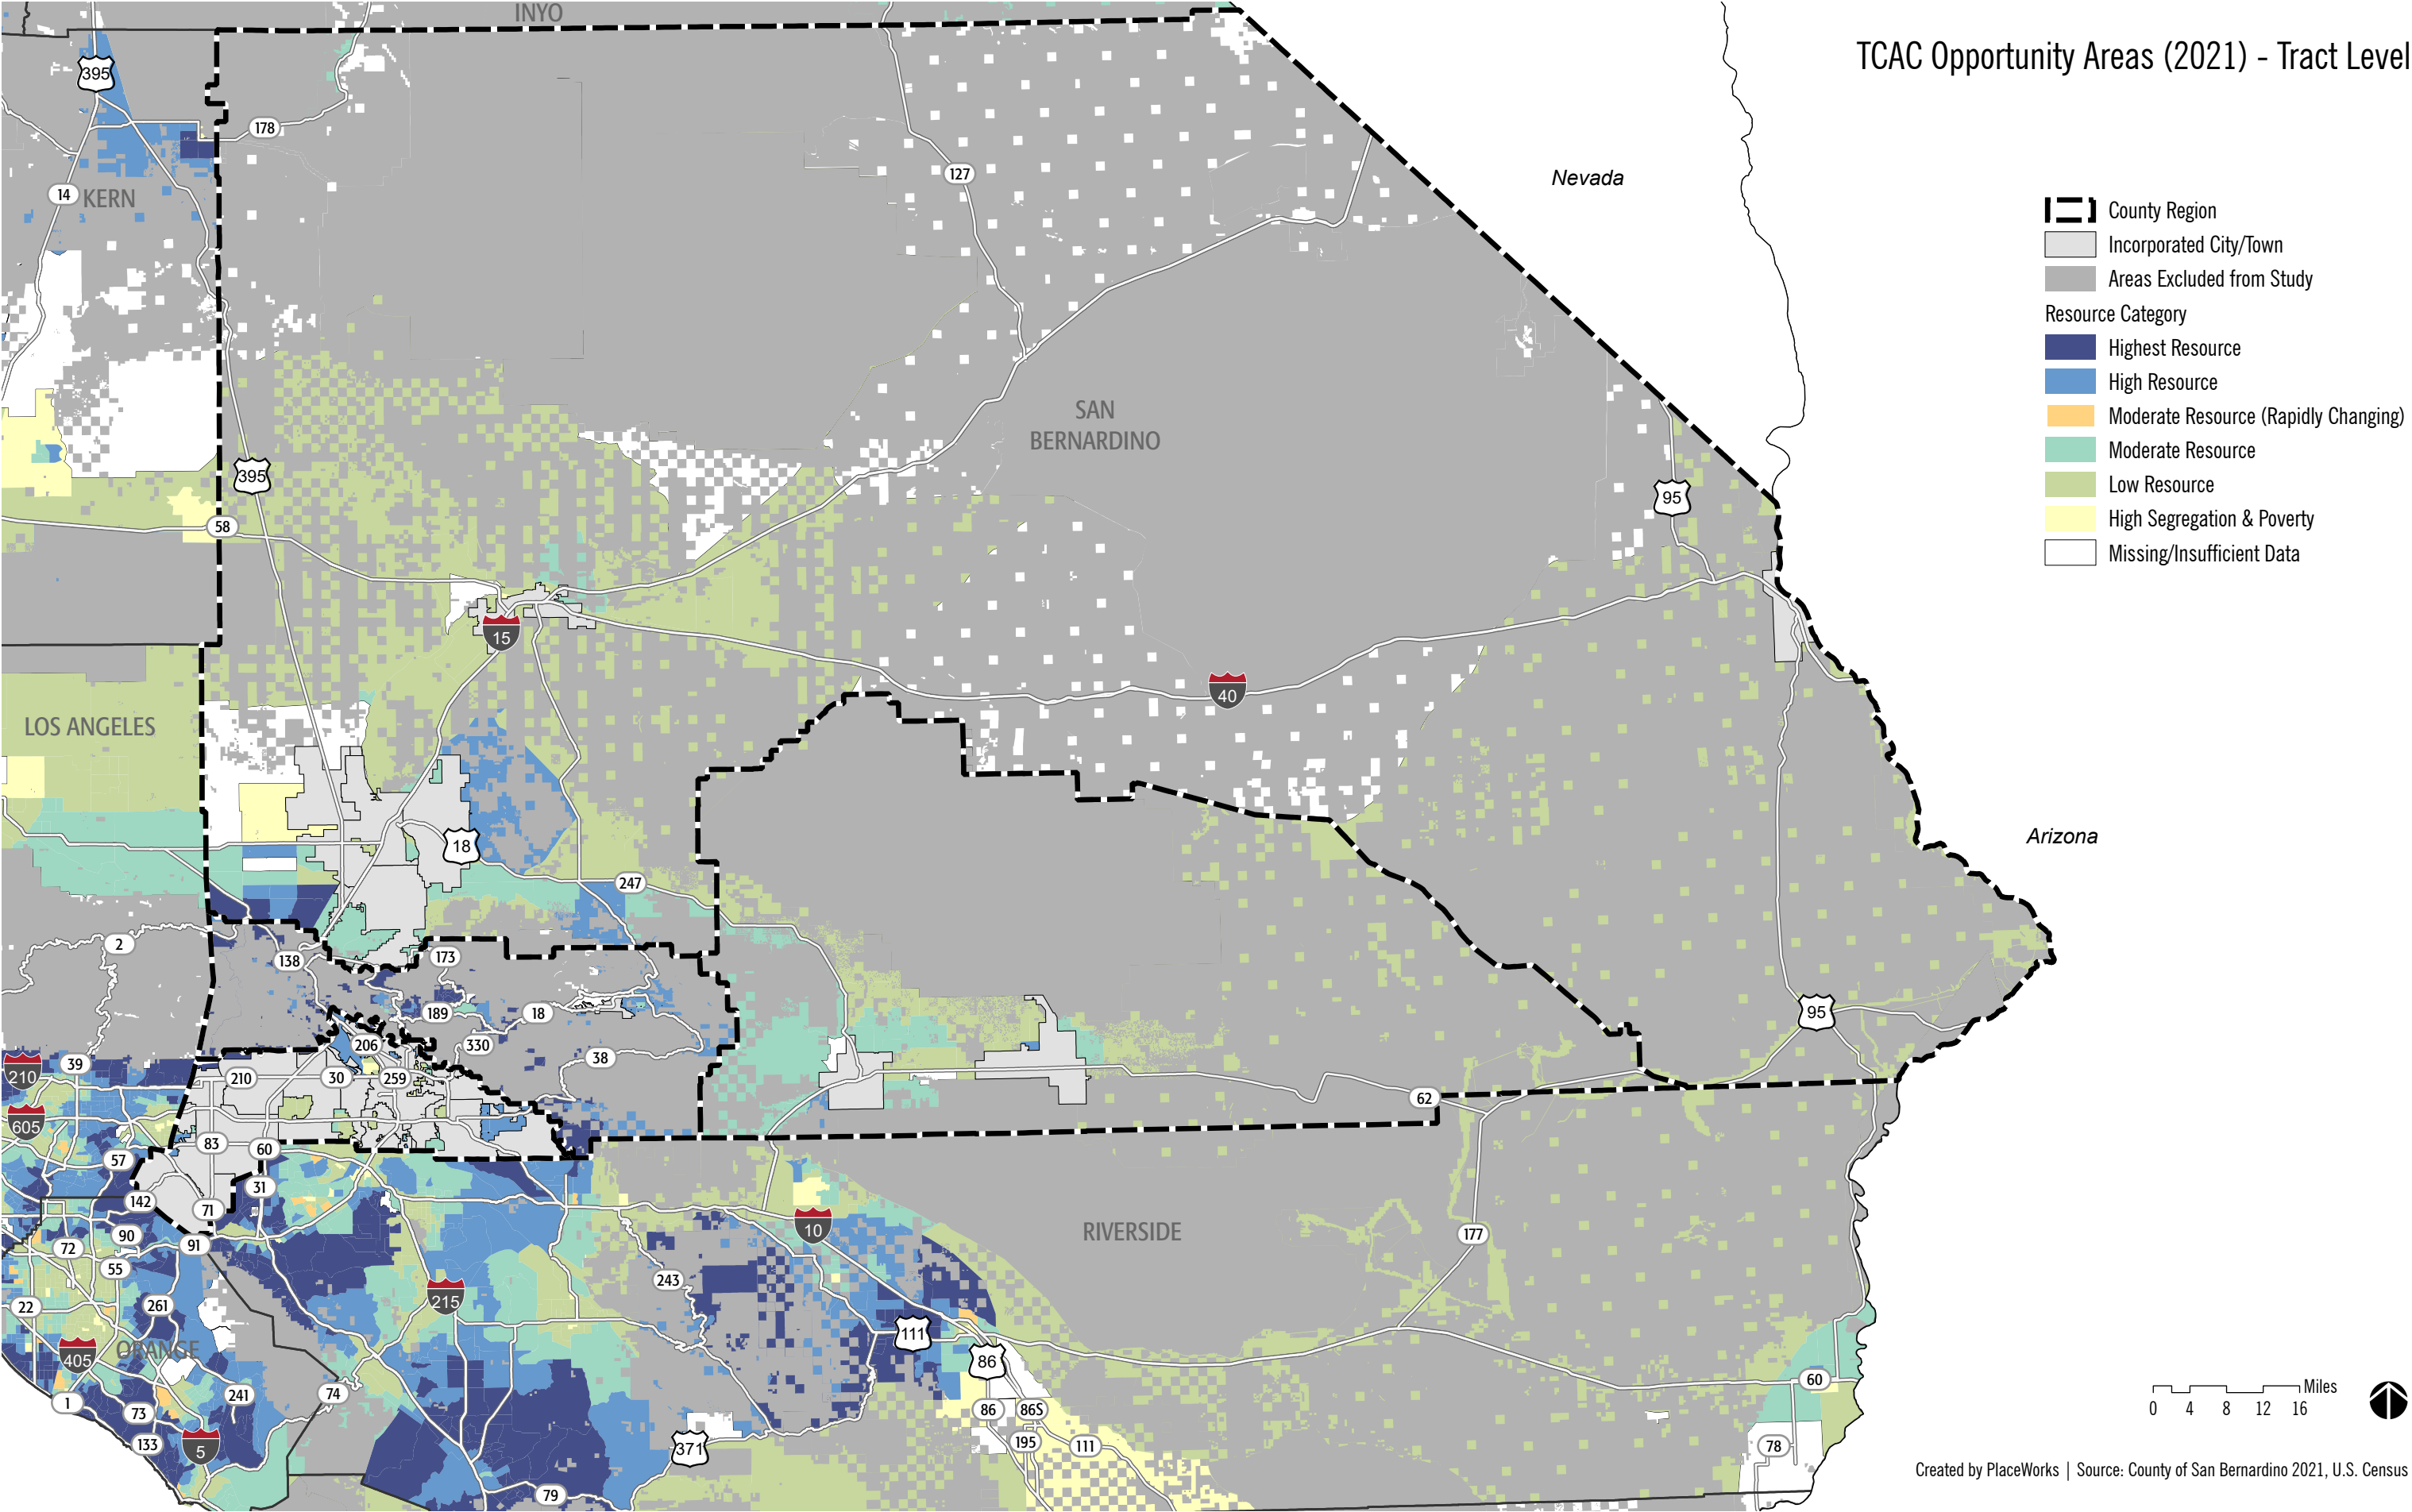 INYO
TCAC Opportunity Areas (2021) - Tract Level
395
178
127
Nevada
14
KERN
County Region
Incorporated City/Town
Areas Excluded from Study
Resource Category
Highest Resource
High Resource
Moderate Resource (Rapidly Changing)
Moderate Resource
Low Resource
High Segregation & Poverty
Missing/Insufficient Data
SAN
BERNARDINO
395
95
58
15
40
LOS ANGELES
18
Arizona
247
2
138
173
189
18
95
206
330
38
210
39
210
30
259
62
605
83
60
57
31
142
71
10
RIVERSIDE
177
91
90
72
55
243
22
261
215
111
ORANGE
405
86
74
60
241
Miles
0 4 8 12 16
1
73
86
86S
133
5
371
195
111
78
79
Created by PlaceWorks | Source: County of San Bernardino 2021, U.S. Census